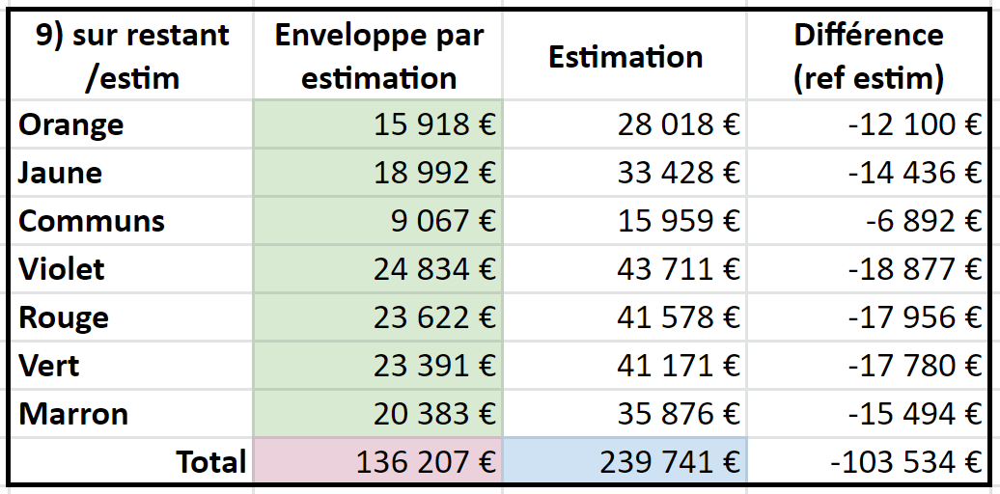 9) sur restant /estim Enveloppe par estimation Estimation Différence (ref estim)
Orange 15 918 € 28 018 € -12 100 €
Jaune 18 992 € 33 428 € -14 436 €
Communs 9 067 € 15 959 € -6 892 €
Violet 24 834 € 43 711 € -18 877 €
Rouge 23 622 € 41 578 € -17 956 €
Vert 23 391 € 41 171 € -17 780 €
Marron 20 383 € 35 876 € -15 494 €
Total 136 207 € 239 741 € -103 534 €